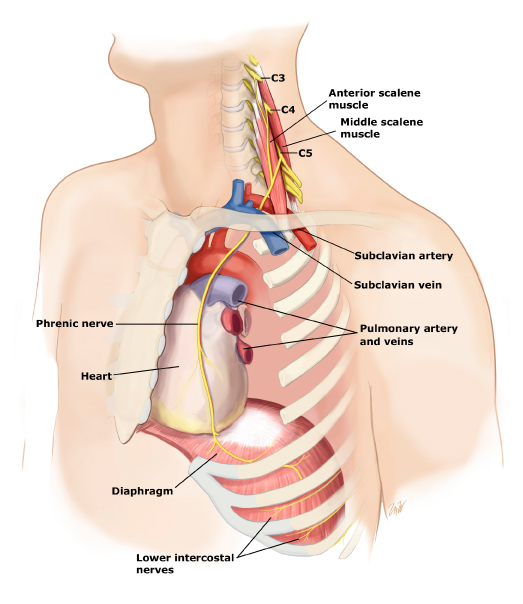 C3
Anterior scalene
muscle
C4
Middle scalene
muscle
C5
Subclavian artery
Subclavian vein
Phrenic nerve
Pulmonary artery
and veins
Heart
Diaphragm
Lower intercostal
nerves